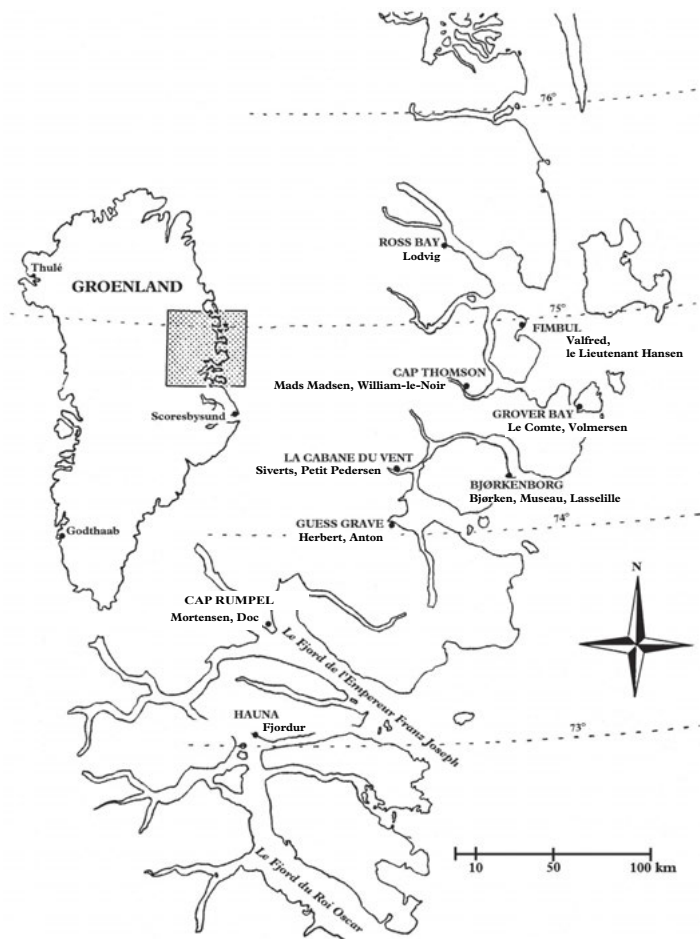 76°
ROSS BAY
Lodvig
Thulé
GROENLAND
75°
FIMBUL
Valfred,
le Lieutenant Hansen
CAP THOMSON
Mads Madsen, William-le-Noir
GROVER BAY
Le Comte, Volmersen
Scoresbysund
LA CABANE DU VENT
Siverts, Petit Pedersen
BJØRKENBORG
Bjørken, Museau, Lasselille
74°
GUESS GRAVE
Herbert, Anton
Godthaab
N
CAP RUMPEL
Mortensen, Doc
Le Fjord de l'Empereur Franz Joseph
HAUNA
Fjordur
73°
Le Fjord du Roi Oscar
10 50 100 km